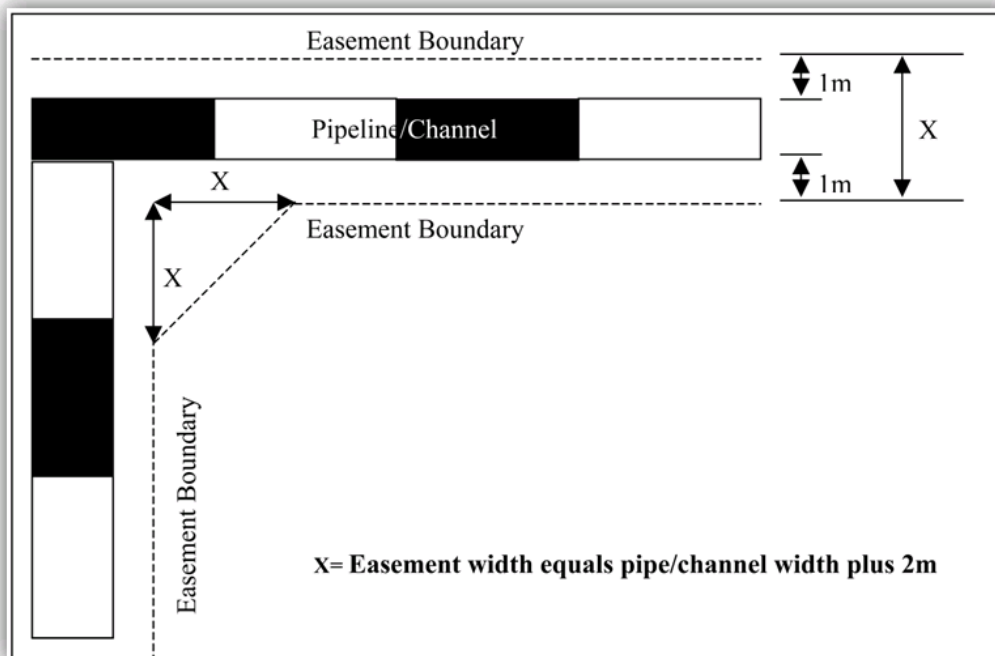 Easement Boundary
1m
Pipeline/Channel
X
X
1m
Easement Boundary
X
Easement Boundary
X= Easement width equals pipe/channel width plus 2m